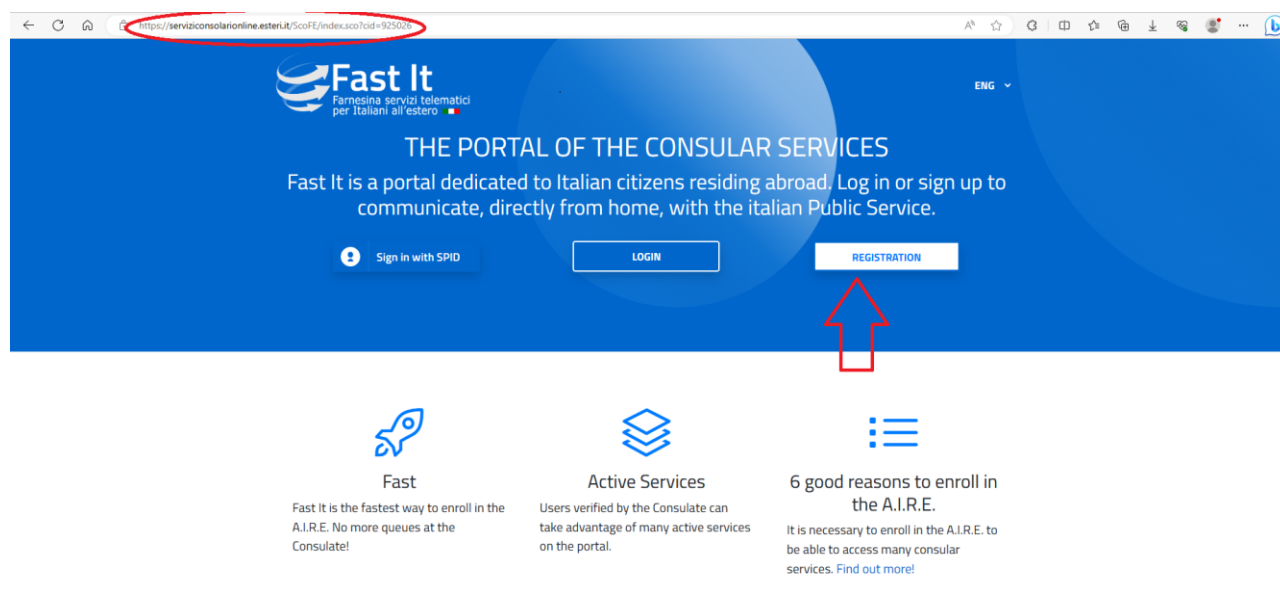 https://serviziconsolarionline.esteri.it/ScoFE/index.sco?cid=925026
Fast It
Farnesina servizi telematici
per Italiani all'estero
ENG
THE PORTAL OF THE CONSULAR SERVICES
Fast It is a portal dedicated to Italian citizens residing abroad. Log in or sign up to
communicate, directly from home, with the italian Public Service.
Sign in with SPID
LOGIN
REGISTRATION
Fast
Fast It is the fastest way to enroll in the
A.I.R.E. No more queues at the
Consulate!
Active Services
Users verified by the Consulate can
take advantage of many active services
on the portal.
6 good reasons to enroll in
the A.I.R.E.
It is necessary to enroll in the A.I.R.E. to
be able to access many consular
services. Find out more!